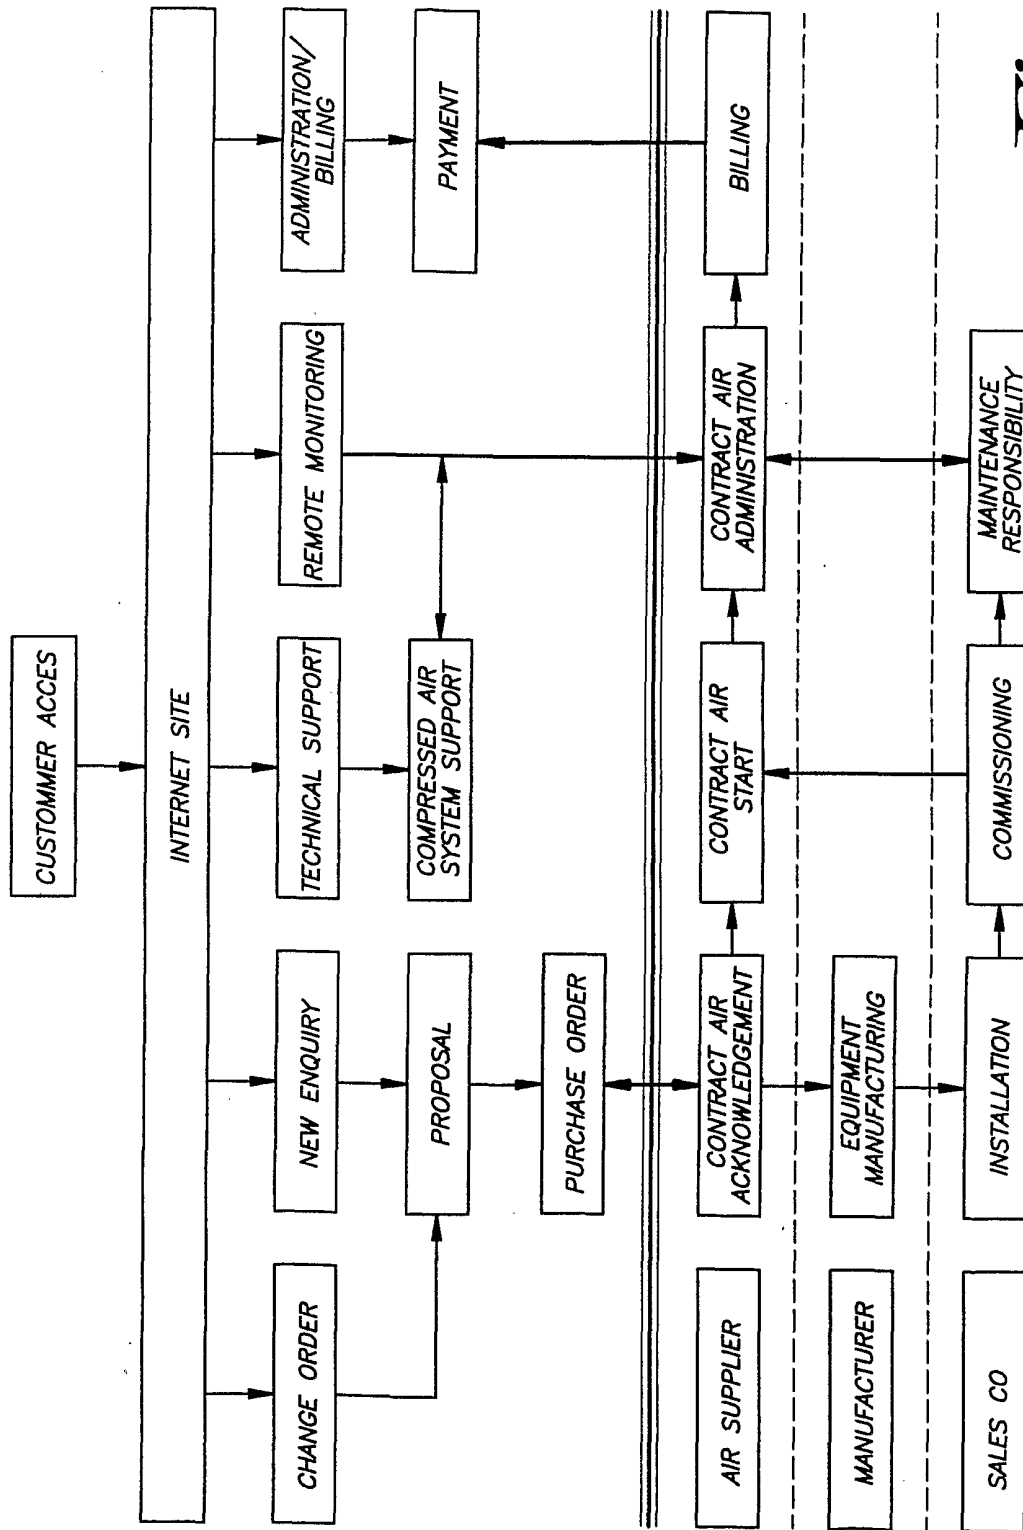 CUSTOMMER ACCES
INTERNET SITE
CHANGE ORDER
NEW ENQUIRY
TECHNICAL SUPPORT
REMOTE MONITORING
ADMINISTRATION/
BILLING
PROPOSAL
COMPRESSED AIR
SYSTEM SUPPORT
PAYMENT
PURCHASE ORDER
AIR SUPPLIER
CONTRACT AIR
ACKNOWLEDGEMENT
CONTRACT AIR
START
CONTRACT AIR
ADMINISTRATION
BILLING
MANUFACTURER
EQUIPMENT
MANUFACTURING
SALES CO
INSTALLATION
COMMISSIONING
MAINTENANCE
RESPONSIBILITY